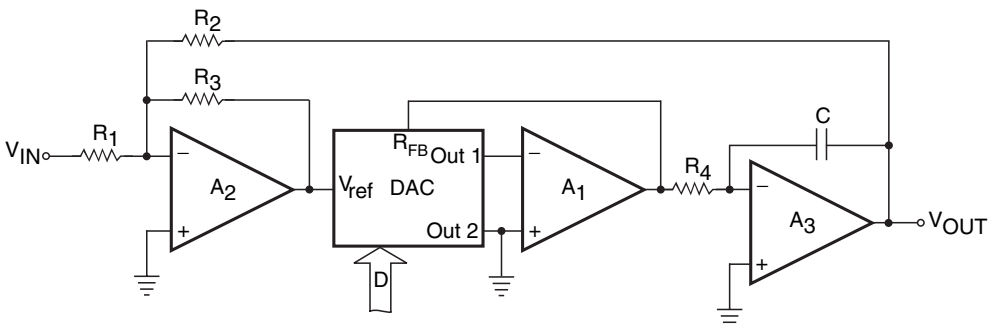 R2
R3
C
R1
VIN
−
A2
+
Vref
RFB
DAC
Out 1
Out 2
D
−
A1
+
R4
−
A3
+
VOUT